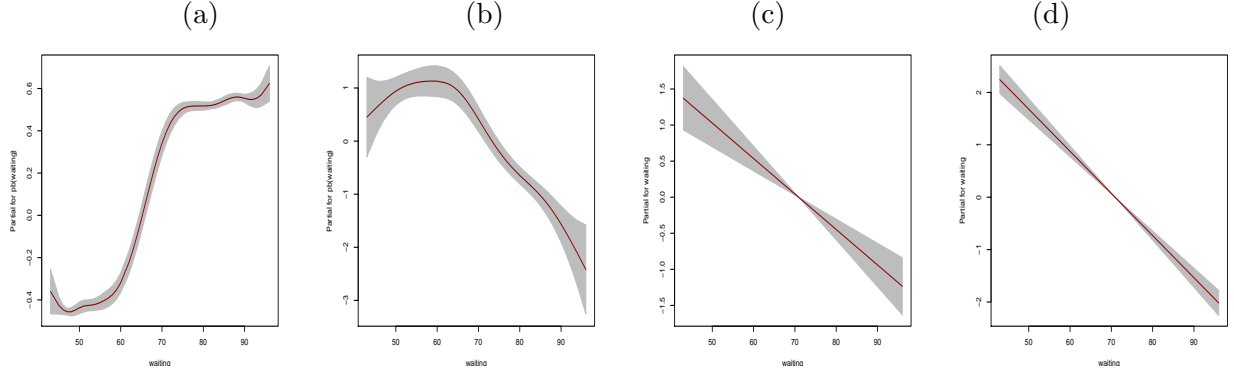 (a) (b) (c) (d)
Partial for pb(waiting)
0.6
0.4
0.2
0.0
−0.2
−0.4
50 60 70 80 90
waiting
Partial for pb(waiting)
1
0
−1
−2
−3
50 60 70 80 90
waiting
Partial for waiting
1.5
1.0
0.5
0.0
−0.5
−1.0
−1.5
50 60 70 80 90
waiting
Partial for waiting
2
1
0
−1
−2
50 60 70 80 90
waiting